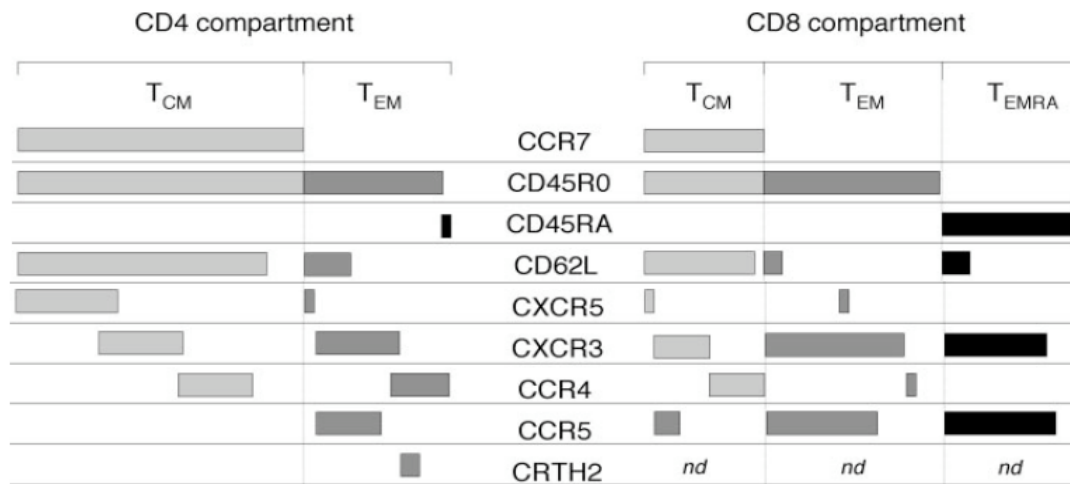 CD4 compartment CD8 compartment
TCM TEM TCM TEM TEMRA
CCR7
CD45R0
CD45RA
CD62L
CXCR5
CXCR3
CCR4
CCR5
CRTH2 nd nd nd